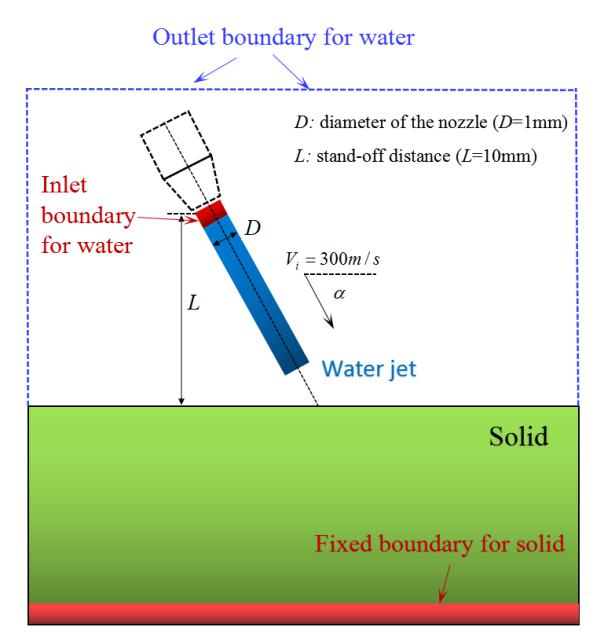 Outlet boundary for water
D: diameter of the nozzle (D=1mm)
L: stand-off distance (L=10mm)
Inlet
boundary
for water
D
V_i = 300m / s
α
L
Water jet
Solid
Fixed boundary for solid